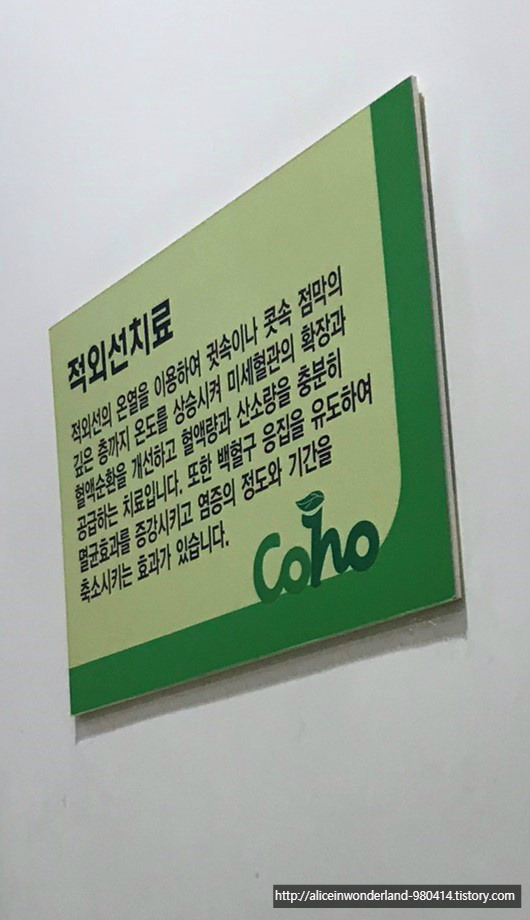 적외선치료
적외선의 온열을 이용하여 귓속이나 콧속 점막의
깊은 층까지 온도를 상승시켜 미세혈관의 확장과
혈액순환을 개선하고 혈액량과 산소량을 충분히
공급하는 치료입니다. 또한 백혈구 응집을 유도하여
멸균효과를 증강시키고 염증의 정도와 기간을
축소시키는 효과가 있습니다.
Coho
http://aliceinwonderland-980414.tistory.com